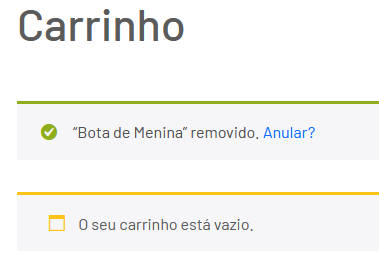 Carrinho
“Bota de Menina” removido. Anular?
O seu carrinho está vazio.